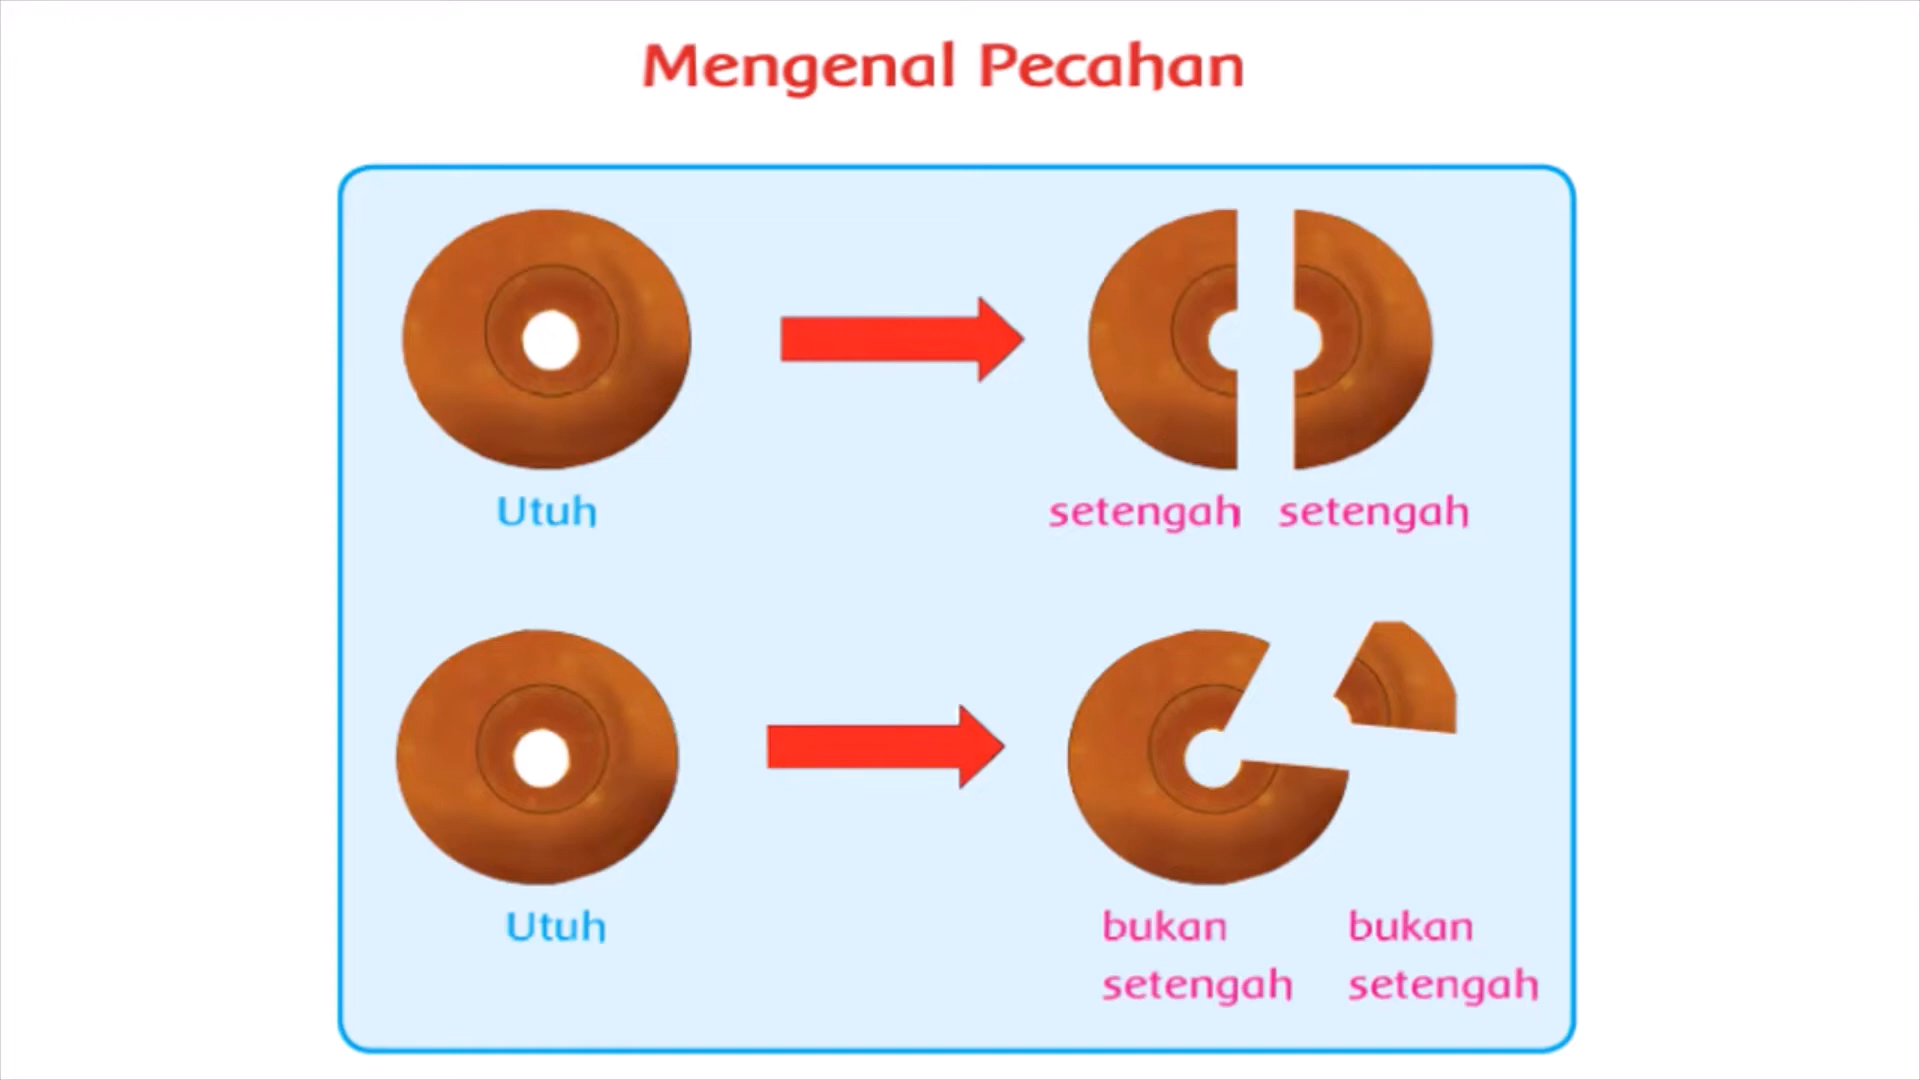 Mengenal Pecahan
Utuh
setengah setengah
Utuh
bukan bukan
setengah setengah